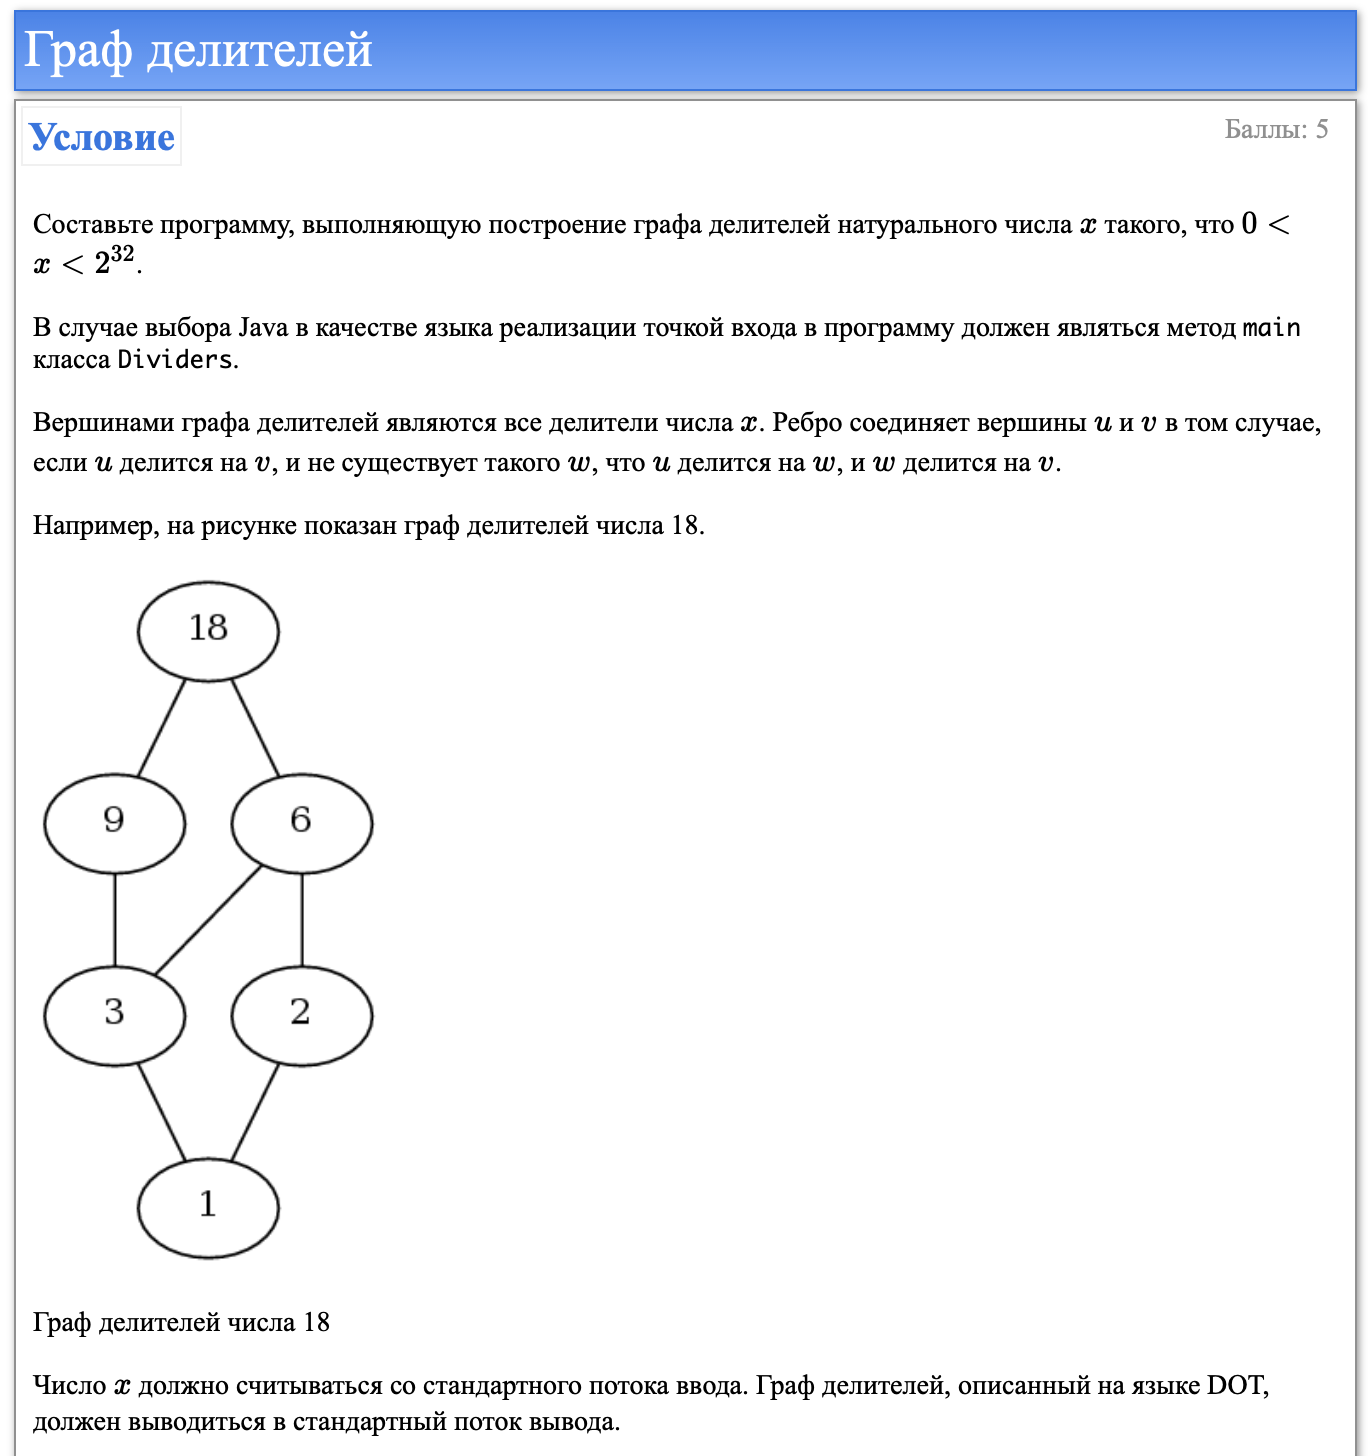 Граф делителей
Условие
Баллы: 5
Составьте программу, выполняющую построение графа делителей натурального числа x такого, что 0 <
x < 2³².
В случае выбора Java в качестве языка реализации точкой входа в программу должен являться метод main
класса Dividers.
Вершинами графа делителей являются все делители числа x. Ребро соединяет вершины u и v в том случае,
если u делится на v, и не существует такого w, что u делится на w, и w делится на v.
Например, на рисунке показан граф делителей числа 18.
18
9 6
3 2
1
Граф делителей числа 18
Число x должно считываться со стандартного потока ввода. Граф делителей, описанный на языке DOT,
должен выводиться в стандартный поток вывода.